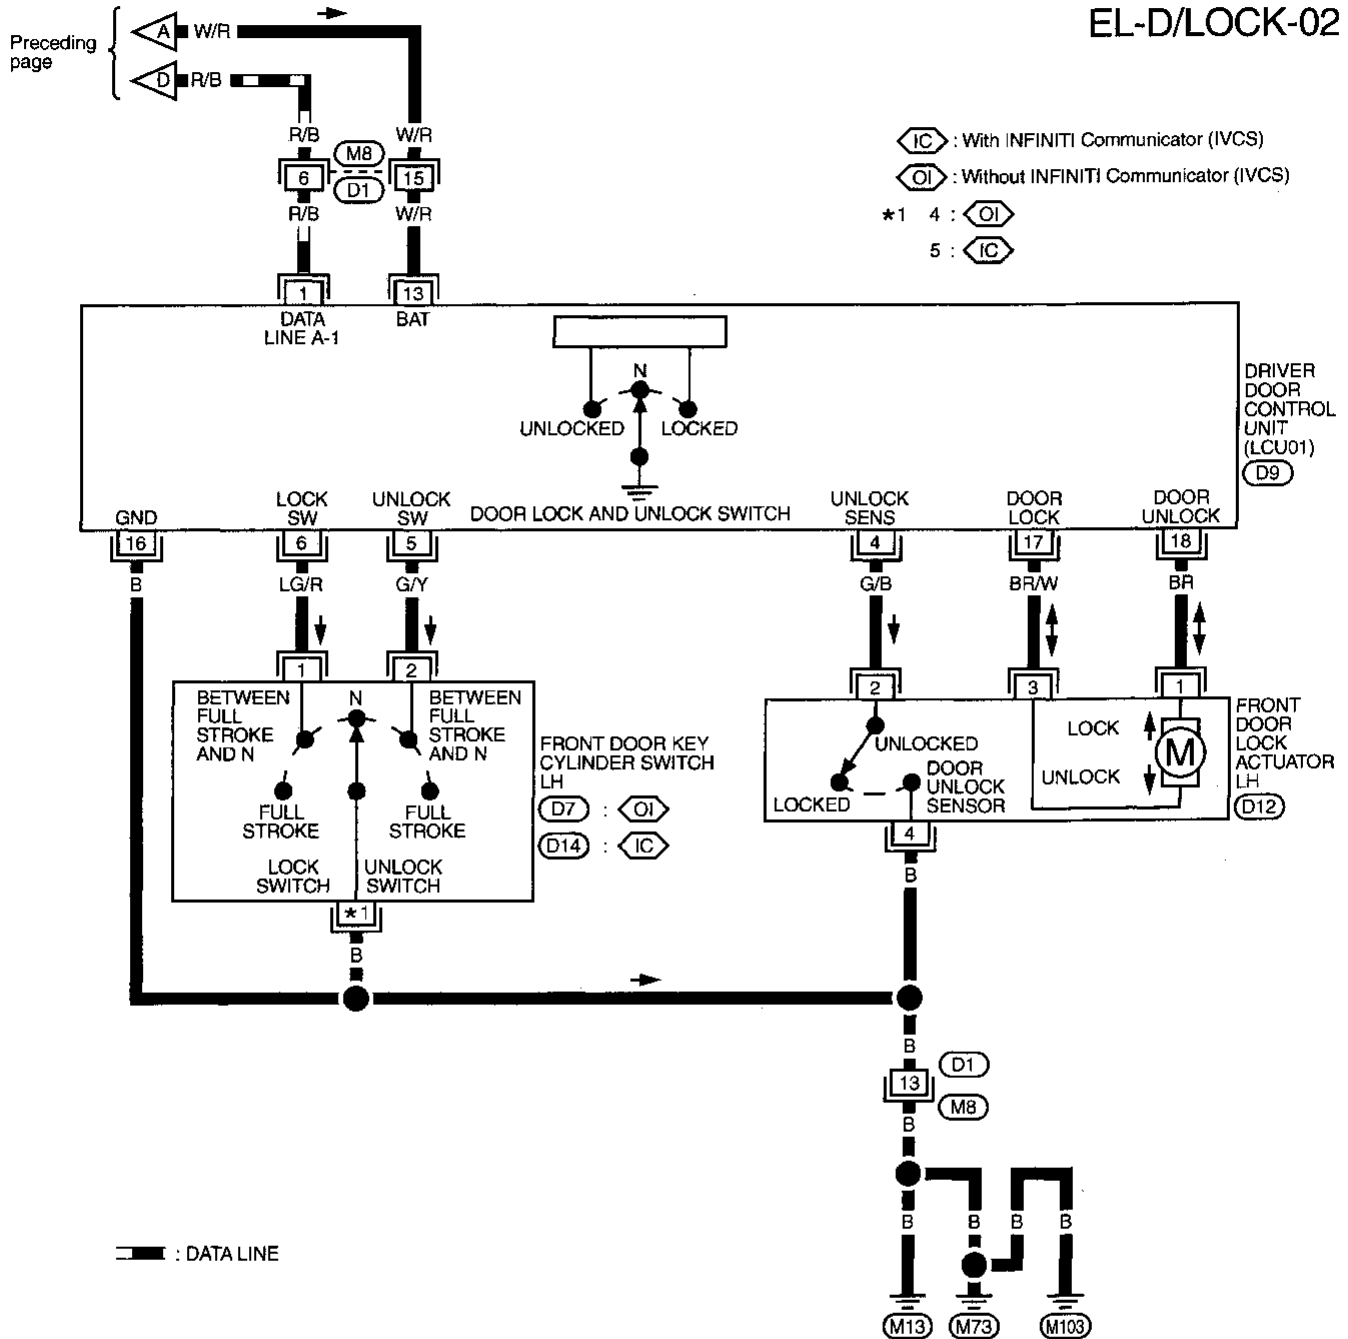 EL-D/LOCK-02
Preceding
page
A W/R
D R/B
R/B W/R
M8
6 15
D1
R/B W/R
IC : With INFINITI Communicator (IVCS)
OI : Without INFINITI Communicator (IVCS)
*1 4 : OI
5 : IC
1 13
DATA
LINE A-1
BAT
N
UNLOCKED LOCKED
DOOR LOCK AND UNLOCK SWITCH
DRIVER
DOOR
CONTROL
UNIT
(LCU01)
D9
GND
LOCK
SW
UNLOCK
SW
UNLOCK
SENS
DOOR
LOCK
DOOR
UNLOCK
16 6 5 4 17 18
B LG/R G/Y G/B BR/W BR
1 2 2 3 1
BETWEEN
FULL
STROKE
AND N
N
BETWEEN
FULL
STROKE
AND N
FULL
STROKE
FULL
STROKE
LOCK
SWITCH
UNLOCK
SWITCH
FRONT DOOR KEY
CYLINDER SWITCH
LH
D7 : OI
D14 : IC
UNLOCKED
LOCKED
DOOR
UNLOCK
SENSOR
LOCK
UNLOCK
M
FRONT
DOOR
LOCK
ACTUATOR
LH
D12
*1
4
B
B
B
D1
13
M8
B
B B B B
M13 M73 M103
: DATA LINE